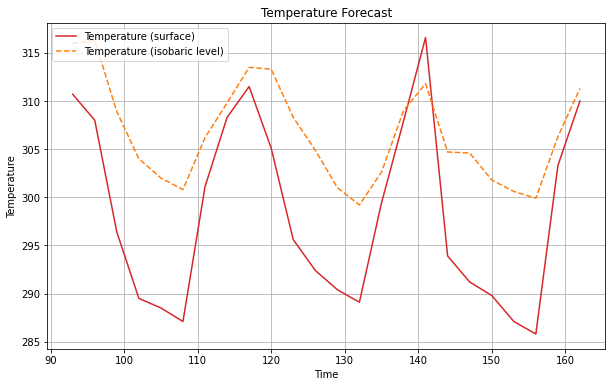 Temperature Forecast
Temperature (surface)
Temperature (isobaric level)
315
310
305
300
295
290
285
Temperature
90 100 110 120 130 140 150 160
Time